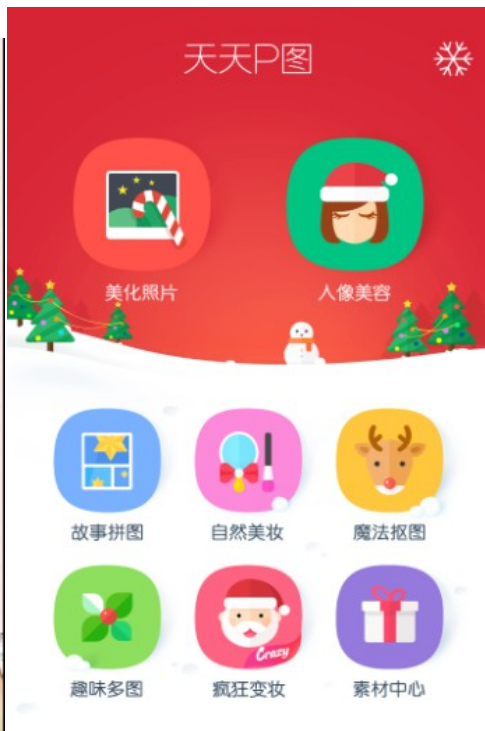 天天P图
美化照片
人像美容
故事拼图
自然美妆
魔法抠图
Crazy
趣味多图
疯狂变妆
素材中心